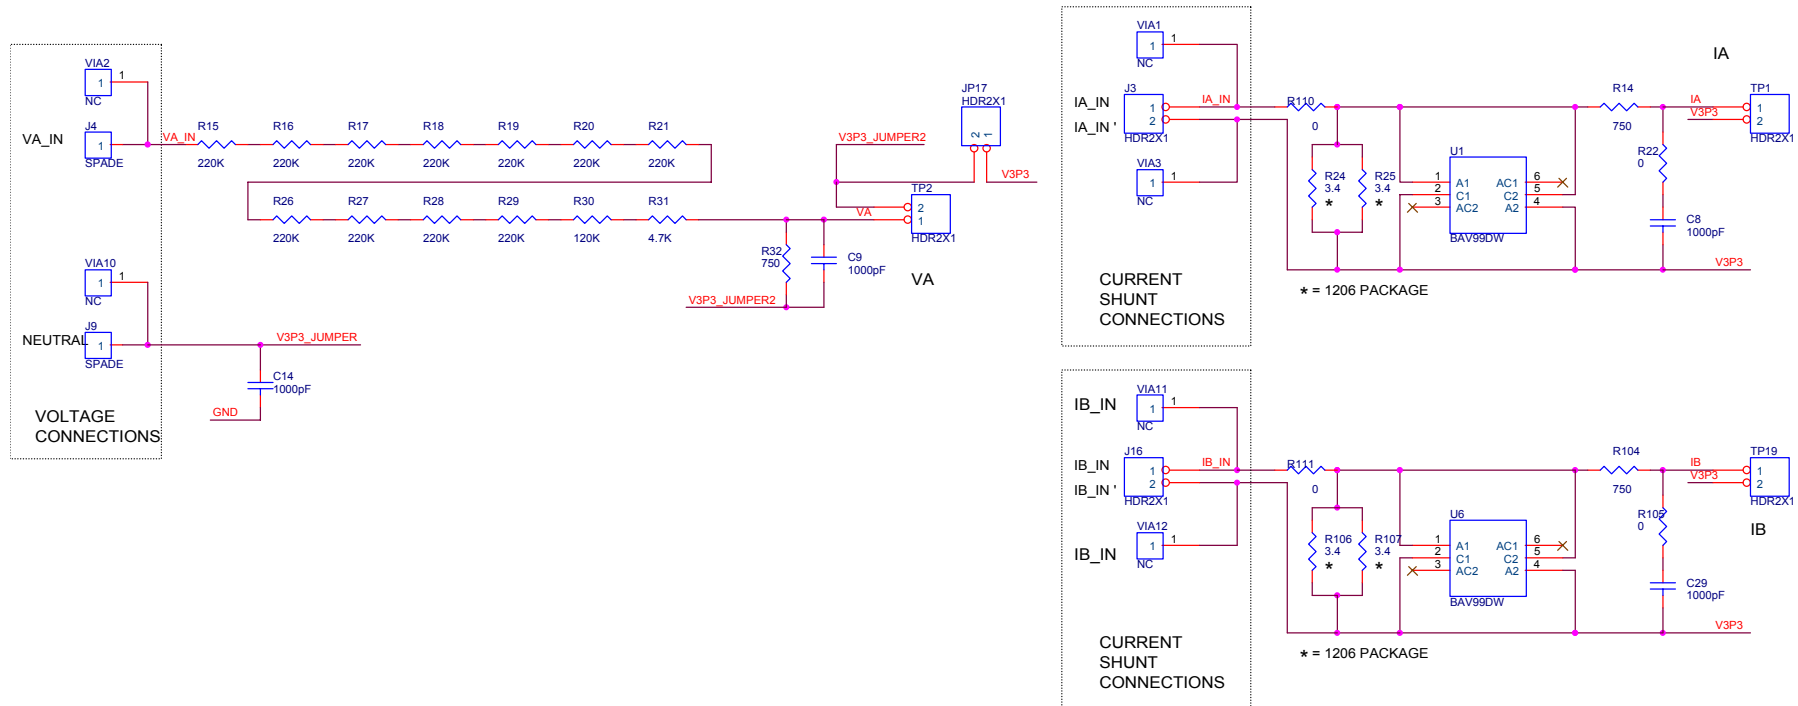 VIA2
1
1
NC
VA_IN
J4
1
SPADE
VA_IN
R15
220K
R16
220K
R17
220K
R18
220K
R19
220K
R20
220K
R21
220K
R26
220K
R27
220K
R28
220K
R29
220K
R30
120K
R31
4.7K
V3P3_JUMPER2
JP17
HDR2X1
2
1
V3P3
TP2
VA
2
1
HDR2X1
R32
750
C9
1000pF
VA
V3P3_JUMPER2
VIA10
1
1
NC
NEUTRAL
J9
1
SPADE
V3P3_JUMPER
C14
1000pF
GND
VOLTAGE
CONNECTIONS
VIA1
1
1
NC
IA_IN
IA_IN '
J3
1
2
HDR2X1
IA_IN
VIA3
1
1
NC
CURRENT
SHUNT
CONNECTIONS
R110
0
R24
3.4
*
R25
3.4
*
U1
1
2
3
A1
C1
AC2
AC1
C2
A2
6
5
4
BAV99DW
R14
750
IA
IA
V3P3
TP1
1
2
HDR2X1
R22
0
C8
1000pF
V3P3
* = 1206 PACKAGE
IB_IN
VIA11
1
1
NC
IB_IN
IB_IN '
J16
1
2
HDR2X1
IB_IN
IB_IN
VIA12
1
1
NC
CURRENT
SHUNT
CONNECTIONS
R111
0
R106
3.4
*
R107
3.4
*
U6
1
2
3
A1
C1
AC2
AC1
C2
A2
6
5
4
BAV99DW
R104
750
IB
V3P3
TP19
1
2
HDR2X1
IB
R105
0
C29
1000pF
V3P3
* = 1206 PACKAGE